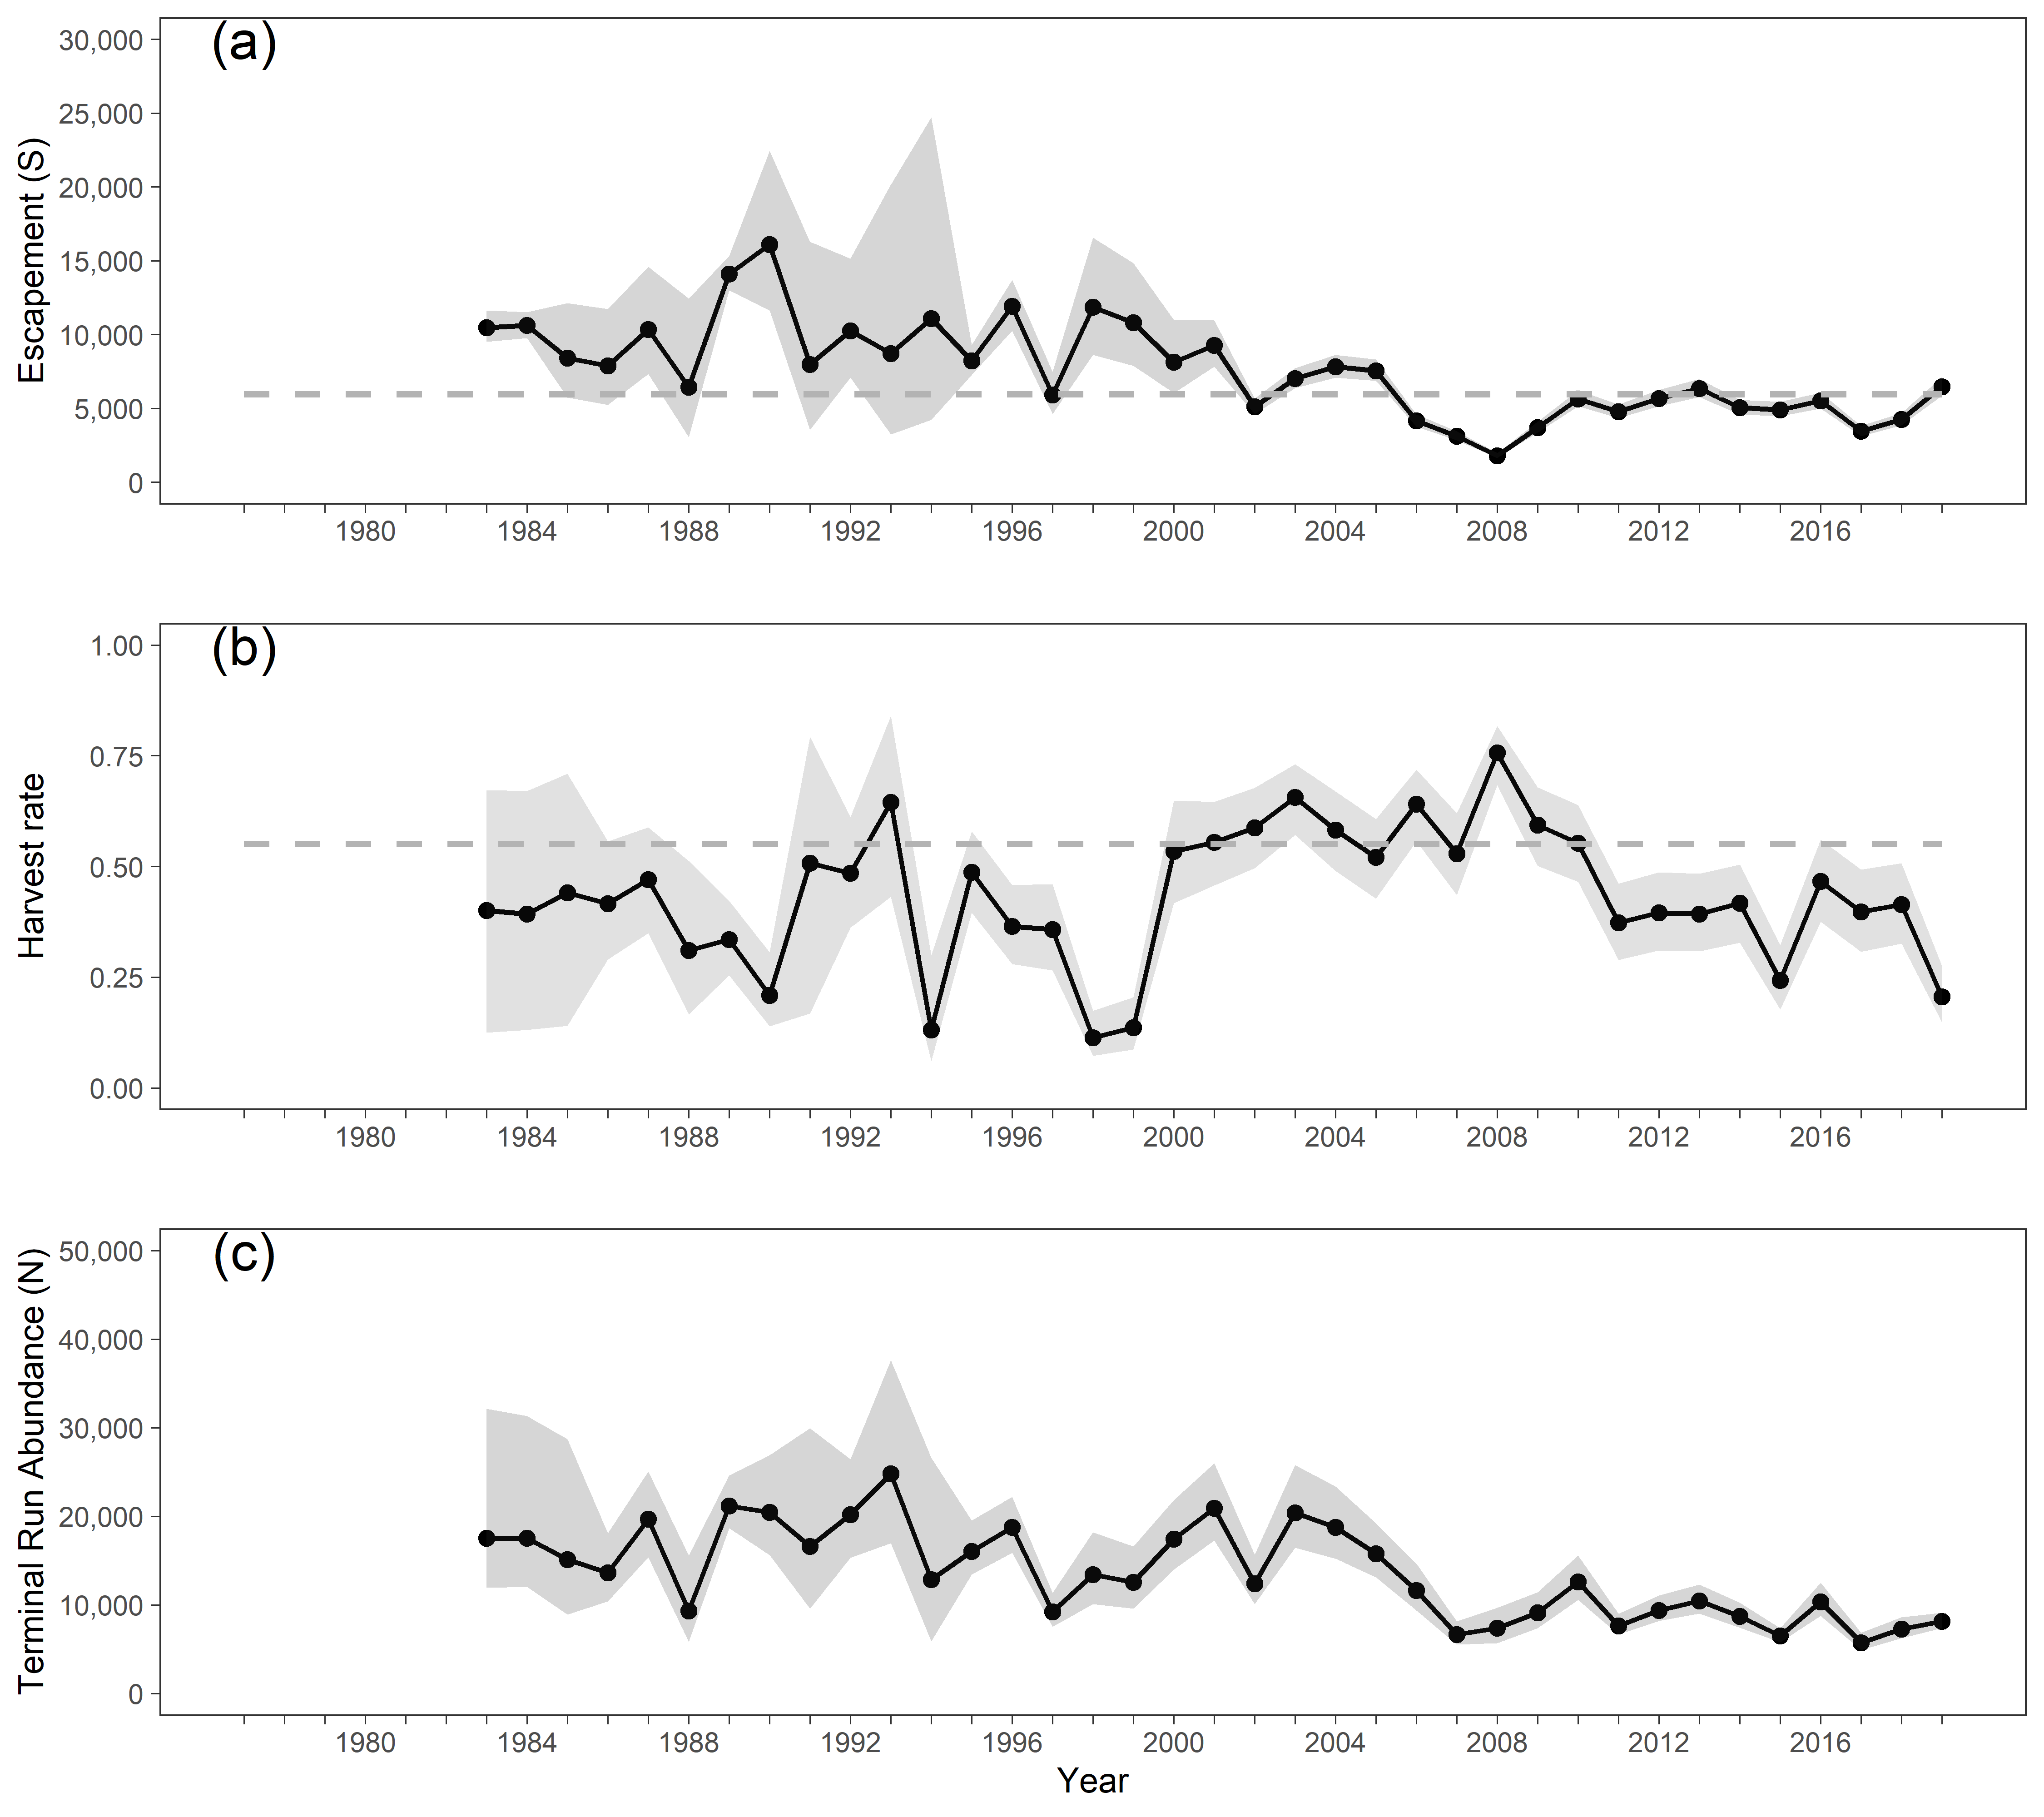 (a)
Escapement (S)
30,000
25,000
20,000
15,000
10,000
5,000
0
1980 1984 1988 1992 1996 2000 2004 2008 2012 2016
(b)
Harvest rate
1.00
0.75
0.50
0.25
0.00
1980 1984 1988 1992 1996 2000 2004 2008 2012 2016
(c)
Terminal Run Abundance (N)
50,000
40,000
30,000
20,000
10,000
0
1980 1984 1988 1992 1996 2000 2004 2008 2012 2016
Year